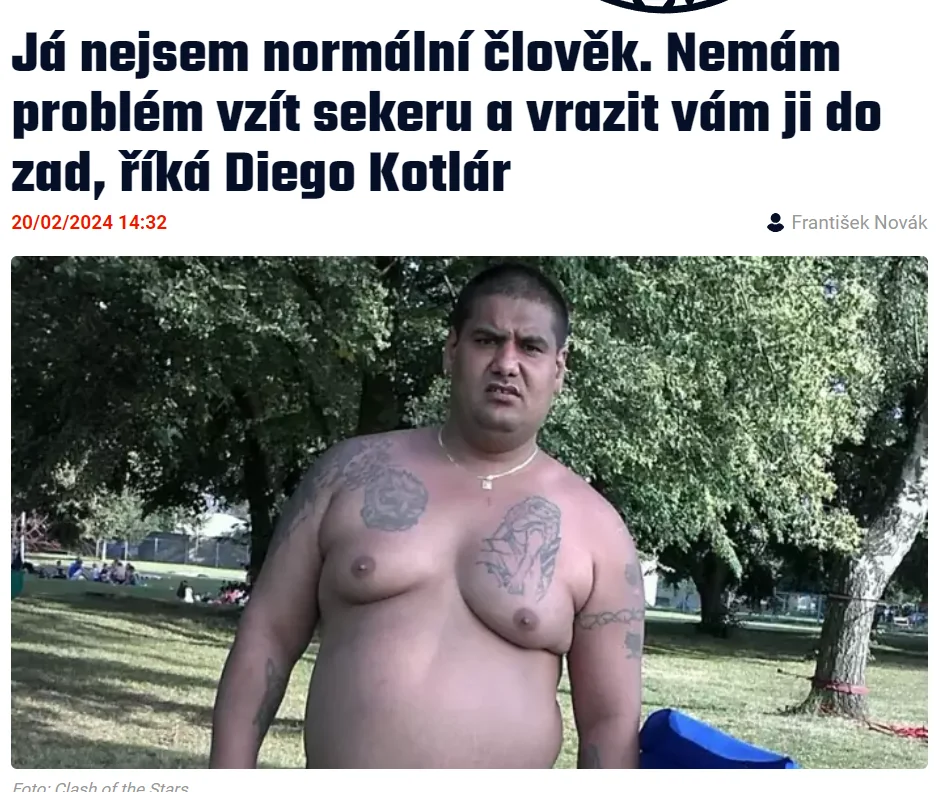 Já nejsem normální člověk. Nemám
problém vzít sekeru a vrazit vám ji do
zad, říká Diego Kotlár
20/02/2024 14:32
František Novák
Foto: Clash of the Stars